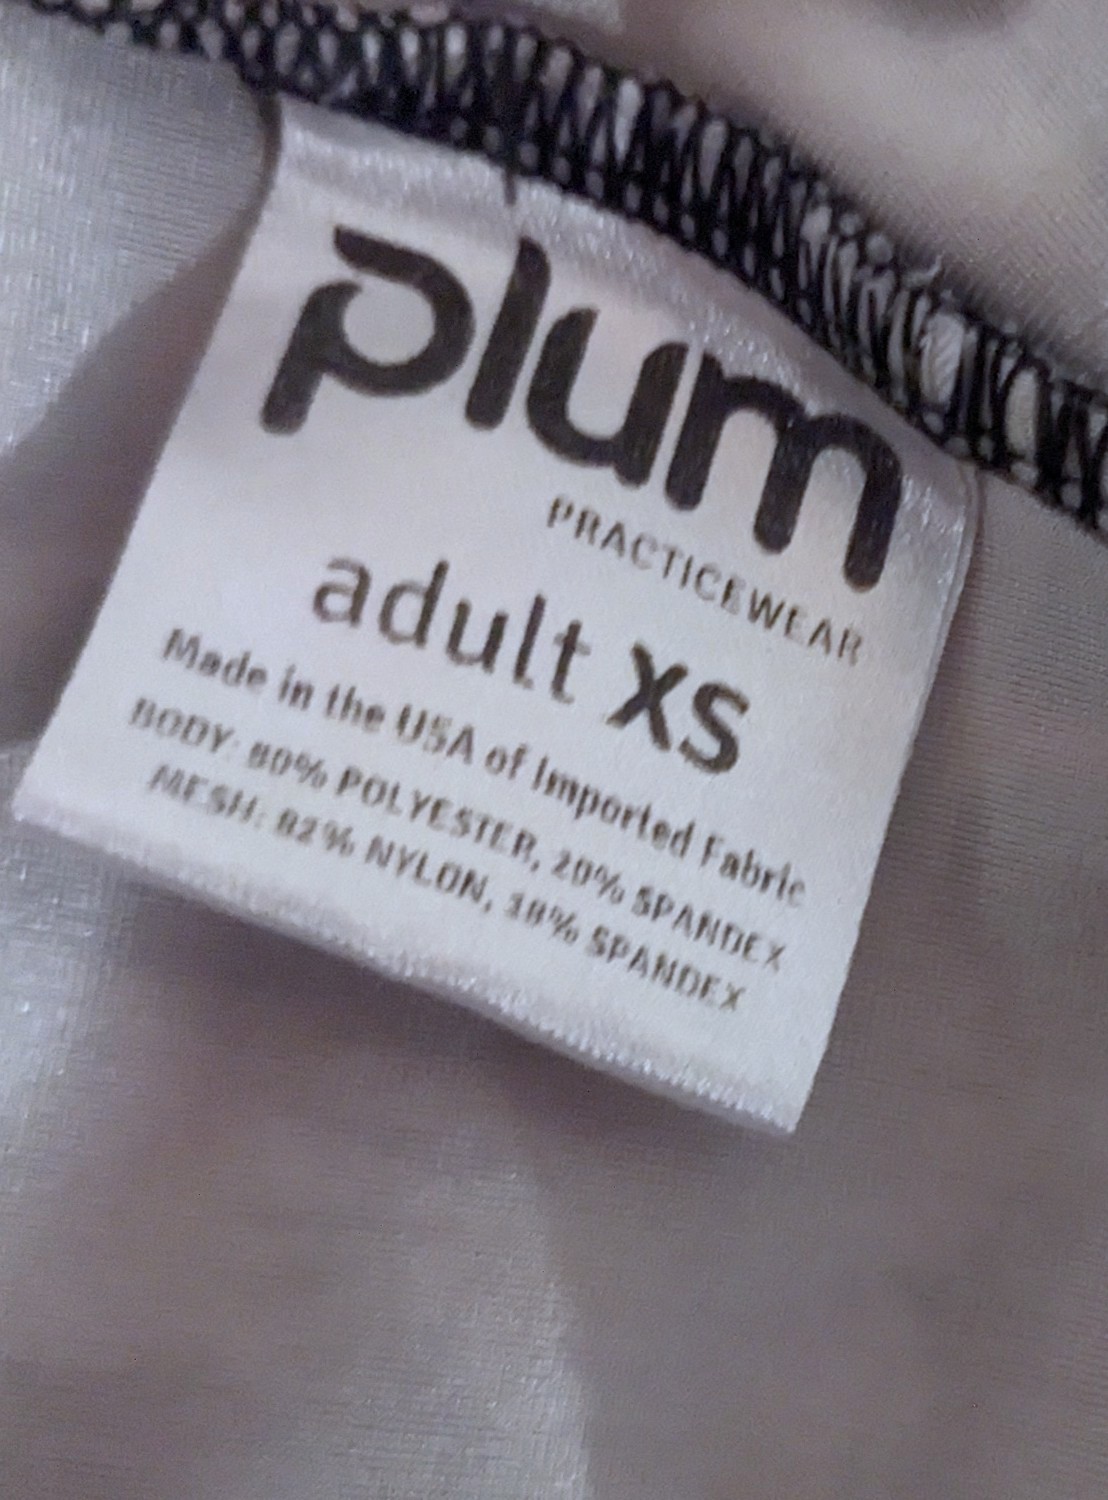 plum
PRACTICEWEAR
adult XS
Made in the USA of Imported Fabric
BODY: 80% POLYESTER, 20% SPANDEX
MESH: 82% NYLON, 18% SPANDEX